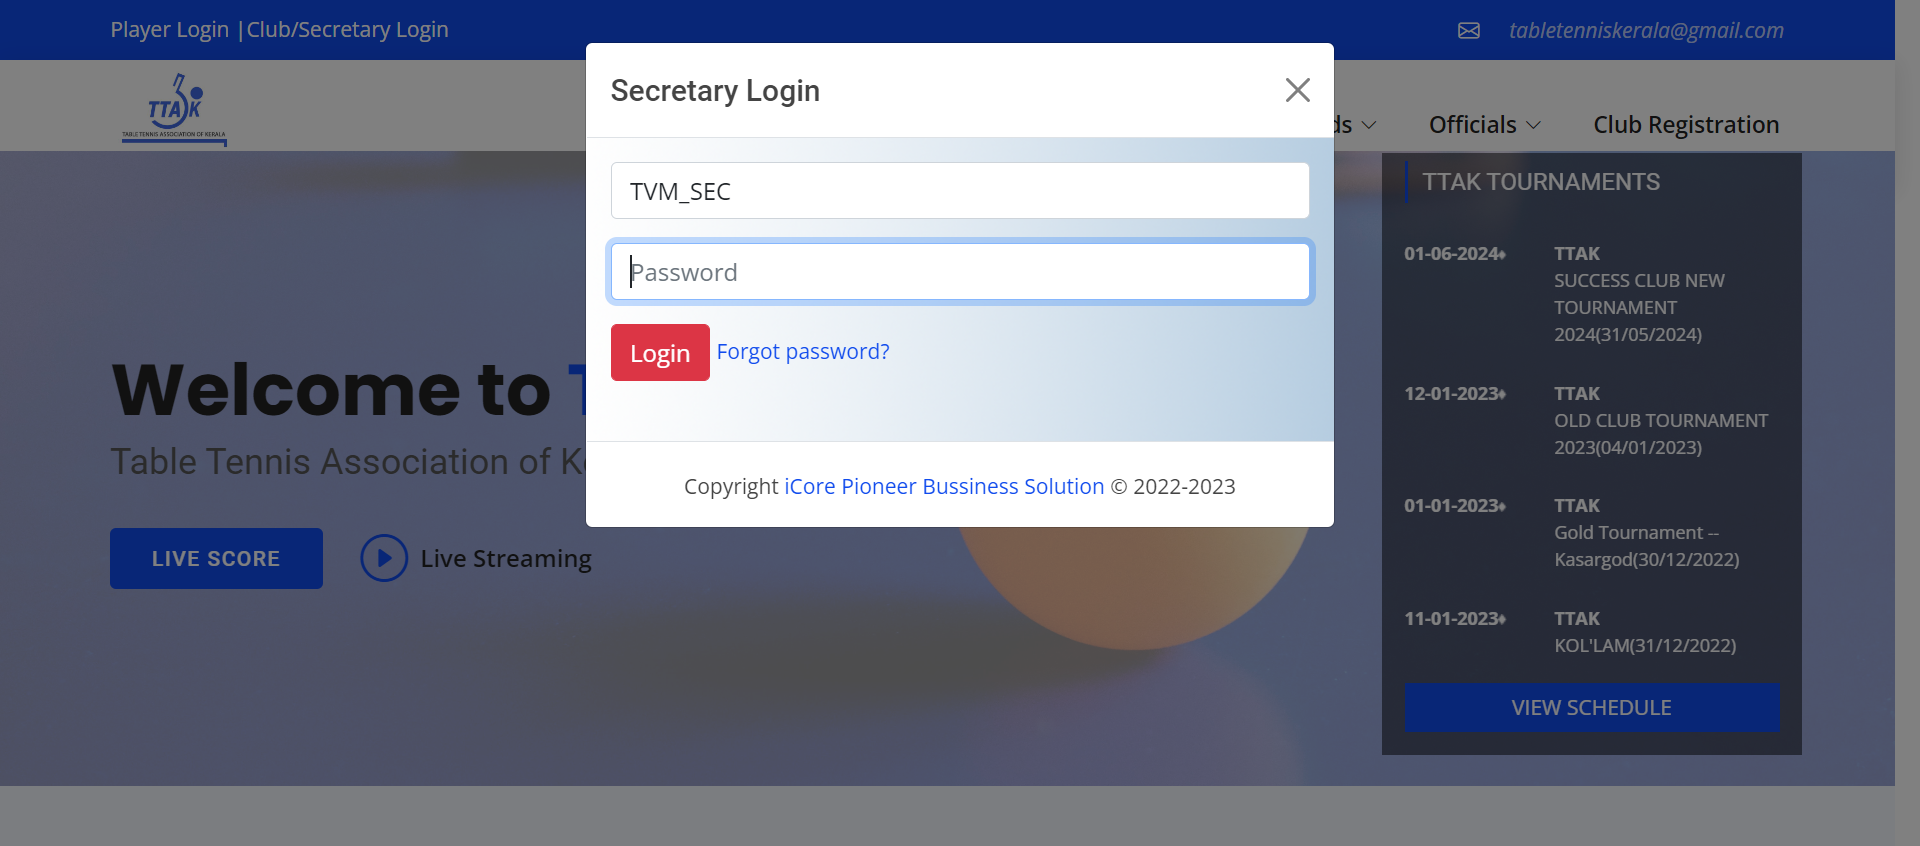 Player Login |Club/Secretary Login
tabletenniskerala@gmail.com
Secretary Login
TTAK
TABLE TENNIS ASSOCIATION OF KERALA
Officials
Club Registration
TVM_SEC
Password
Login Forgot password?
Copyright iCore Pioneer Bussiness Solution © 2022-2023
Welcome to
Table Tennis Association of
LIVE SCORE
Live Streaming
TTAK TOURNAMENTS
01-06-2024
TTAK
SUCCESS CLUB NEW
TOURNAMENT
2024(31/05/2024)
12-01-2023
TTAK
OLD CLUB TOURNAMENT
2023(04/01/2023)
01-01-2023
TTAK
Gold Tournament --
Kasargod(30/12/2022)
11-01-2023
TTAK
KOL'LAM(31/12/2022)
VIEW SCHEDULE